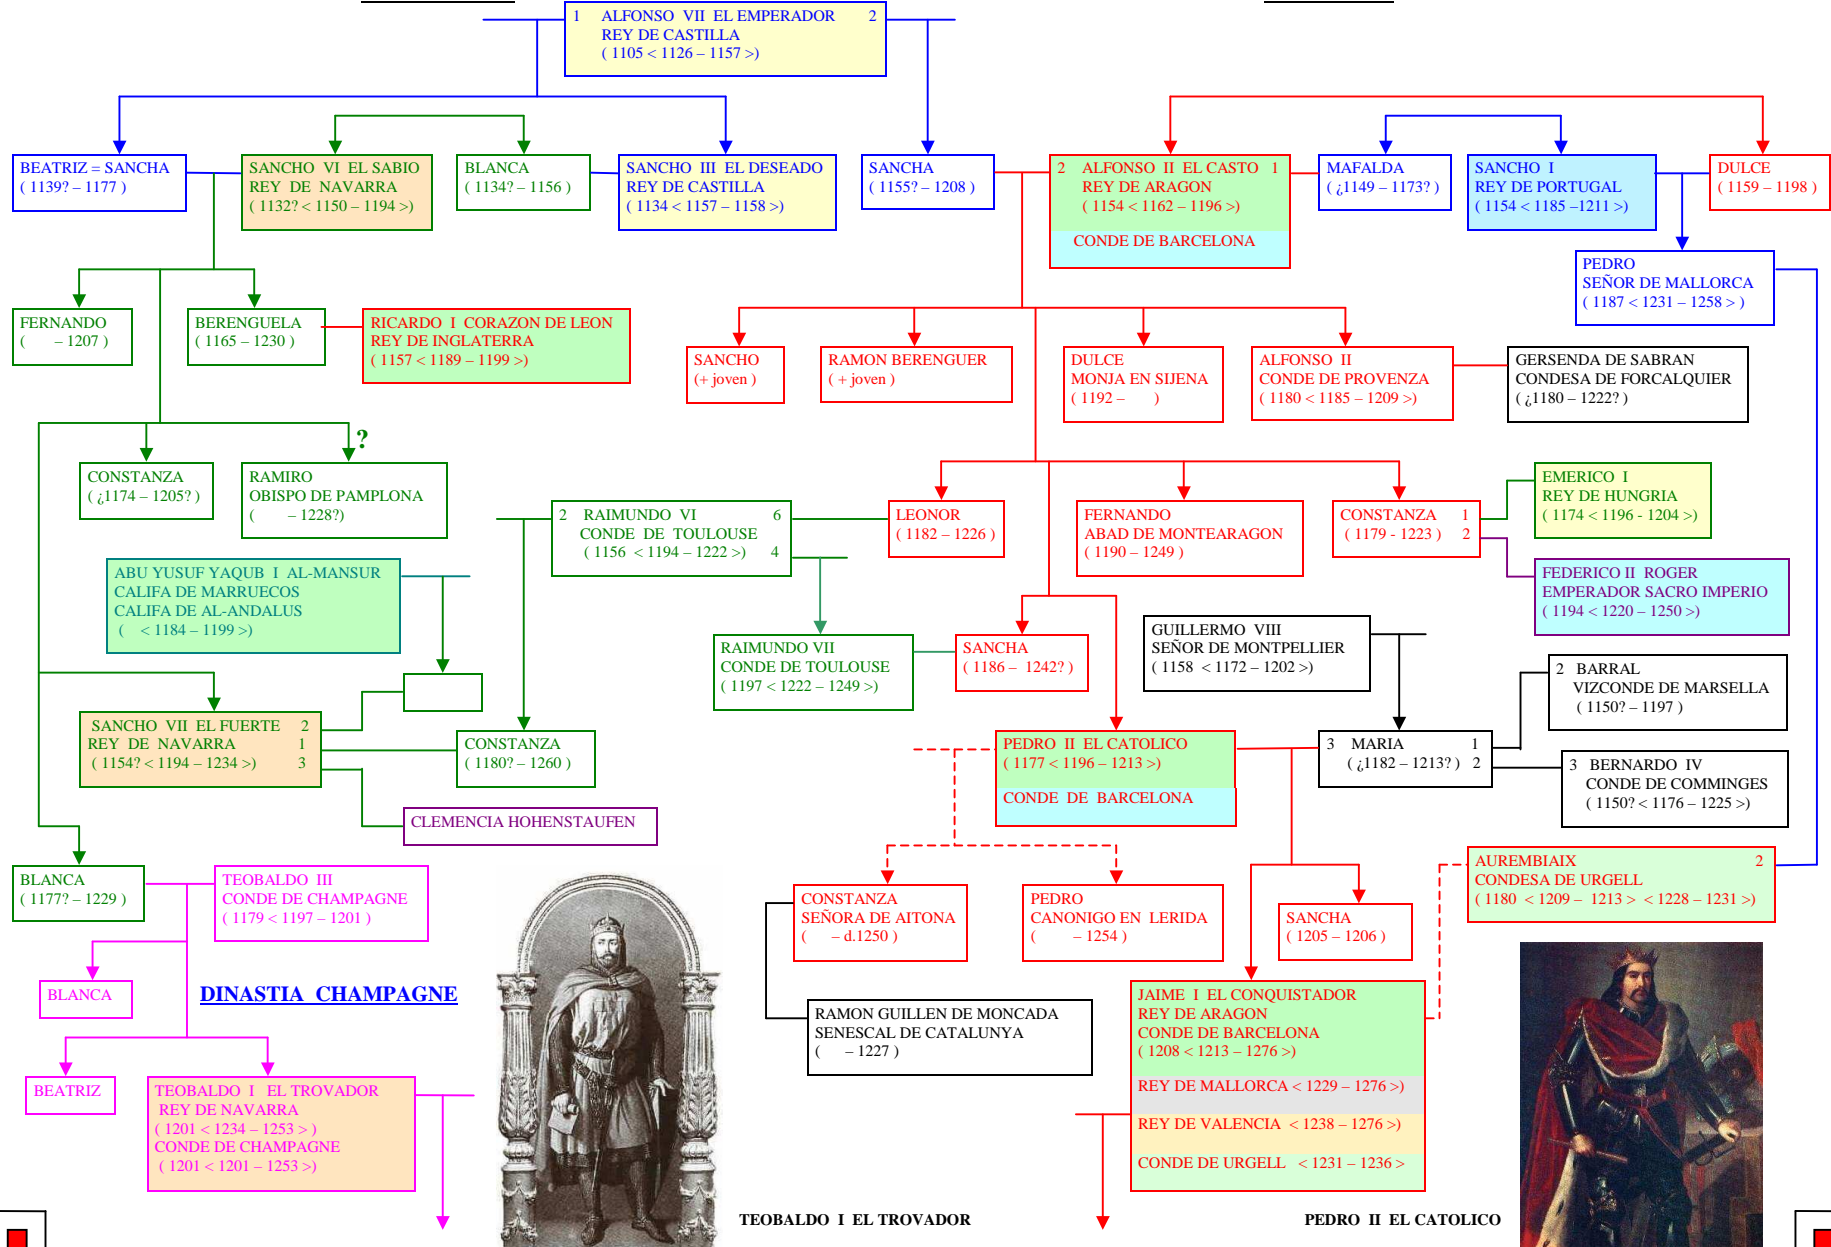 1 ALFONSO VII EL EMPERADOR 2
REY DE CASTILLA
( 1105 < 1126 – 1157 >)
BEATRIZ = SANCHA
( 1139? – 1177 )
SANCHO VI EL SABIO
REY DE NAVARRA
( 1132? < 1150 – 1194 >)
BLANCA
( 1134? – 1156 )
SANCHO III EL DESEADO
REY DE CASTILLA
( 1134 < 1157 – 1158 >)
SANCHA
( 1155? – 1208 )
2 ALFONSO II EL CASTO 1
REY DE ARAGON
( 1154 < 1162 – 1196 >)
CONDE DE BARCELONA
MAFALDA
( ¿1149 – 1173? )
SANCHO I
REY DE PORTUGAL
( 1154 < 1185 –1211 >)
DULCE
( 1159 – 1198 )
PEDRO
SEÑOR DE MALLORCA
( 1187 < 1231 – 1258 > )
FERNANDO
( – 1207 )
BERENGUELA
( 1165 – 1230 )
RICARDO I CORAZON DE LEON
REY DE INGLATERRA
( 1157 < 1189 – 1199 >)
SANCHO
(+ joven )
RAMON BERENGUER
( + joven )
DULCE
MONJA EN SIJENA
( 1192 – )
ALFONSO II
CONDE DE PROVENZA
( 1180 < 1185 – 1209 >)
GERSENDA DE SABRAN
CONDESA DE FORCALQUIER
( ¿1180 – 1222? )
?
CONSTANZA
( ¿1174 – 1205? )
RAMIRO
OBISPO DE PAMPLONA
( – 1228?)
2 RAIMUNDO VI 6
CONDE DE TOULOUSE
( 1156 < 1194 – 1222 >) 4
LEONOR
( 1182 – 1226 )
FERNANDO
ABAD DE MONTEARAGON
( 1190 – 1249 )
CONSTANZA 1
( 1179 - 1223 ) 2
EMERICO I
REY DE HUNGRIA
( 1174 < 1196 - 1204 >)
FEDERICO II ROGER
EMPERADOR SACRO IMPERIO
( 1194 < 1220 – 1250 >)
ABU YUSUF YAQUB I AL-MANSUR
CALIFA DE MARRUECOS
CALIFA DE AL-ANDALUS
( < 1184 – 1199 >)
RAIMUNDO VII
CONDE DE TOULOUSE
( 1197 < 1222 – 1249 >)
SANCHA
( 1186 – 1242? )
GUILLERMO VIII
SEÑOR DE MONTPELLIER
( 1158 < 1172 – 1202 >)
2 BARRAL
VIZCONDE DE MARSELLA
( 1150? – 1197 )
SANCHO VII EL FUERTE 2
REY DE NAVARRA 1
( 1154? < 1194 – 1234 >) 3
CONSTANZA
( 1180? – 1260 )
PEDRO II EL CATOLICO
( 1177 < 1196 – 1213 >)
CONDE DE BARCELONA
3 MARIA 1
( ¿1182 – 1213? ) 2
3 BERNARDO IV
CONDE DE COMMINGES
( 1150? < 1176 – 1225 >)
CLEMENCIA HOHENSTAUFEN
BLANCA
( 1177? – 1229 )
TEOBALDO III
CONDE DE CHAMPAGNE
( 1179 < 1197 – 1201 )
CONSTANZA
SEÑORA DE AITONA
( – d.1250 )
PEDRO
CANONIGO EN LERIDA
( – 1254 )
SANCHA
( 1205 – 1206 )
AUREMBIAIX 2
CONDESA DE URGELL
( 1180 < 1209 – 1213 > < 1228 – 1231 >)
BLANCA
DINASTIA CHAMPAGNE
RAMON GUILLEN DE MONCADA
SENESCAL DE CATALUNYA
( – 1227 )
JAIME I EL CONQUISTADOR
REY DE ARAGON
CONDE DE BARCELONA
( 1208 < 1213 – 1276 >)
REY DE MALLORCA < 1229 – 1276 >)
REY DE VALENCIA < 1238 – 1276 >)
CONDE DE URGELL < 1231 – 1236 >
BEATRIZ
TEOBALDO I EL TROVADOR
REY DE NAVARRA
( 1201 < 1234 – 1253 > )
CONDE DE CHAMPAGNE
( 1201 < 1201 – 1253 >)
TEOBALDO I EL TROVADOR
PEDRO II EL CATOLICO